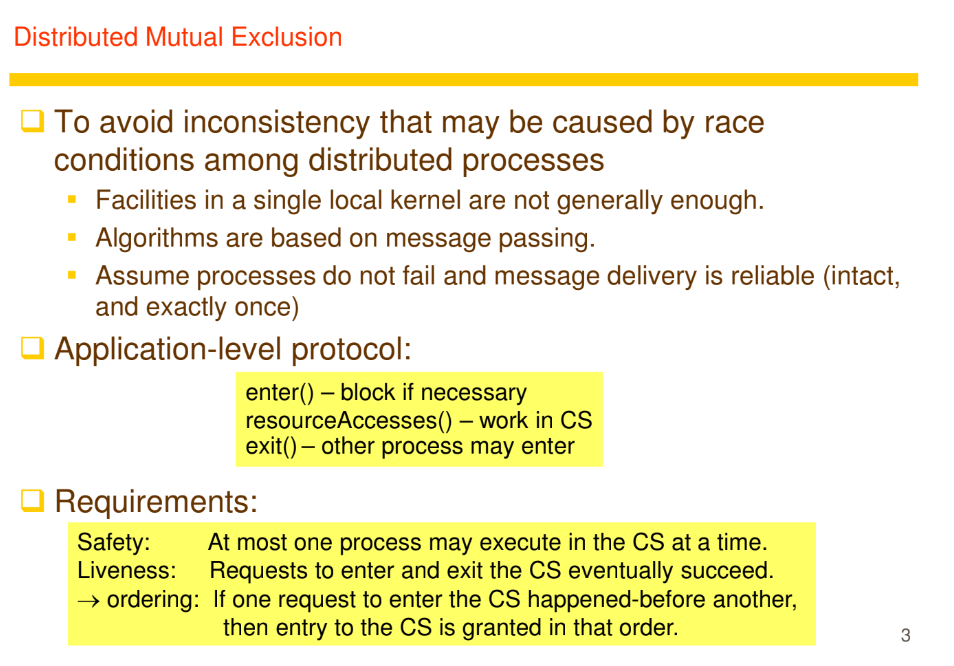 Distributed Mutual Exclusion
To avoid inconsistency that may be caused by race
conditions among distributed processes
Facilities in a single local kernel are not generally enough.
Algorithms are based on message passing.
Assume processes do not fail and message delivery is reliable (intact,
and exactly once)
Application-level protocol:
enter() – block if necessary
resourceAccesses() – work in CS
exit() – other process may enter
Requirements:
Safety: At most one process may execute in the CS at a time.
Liveness: Requests to enter and exit the CS eventually succeed.
→ ordering: If one request to enter the CS happened-before another,
then entry to the CS is granted in that order.
3